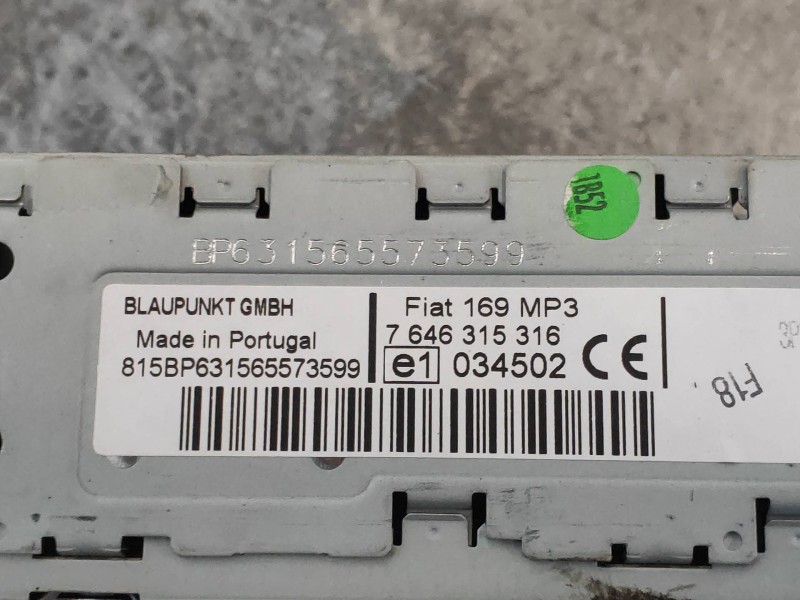 1B52
BP631565573599
BLAUPUNKT GMBH
Made in Portugal
815BP631565573599
Fiat 169 MP3
7 646 315 316
e1 034502 CE
F18